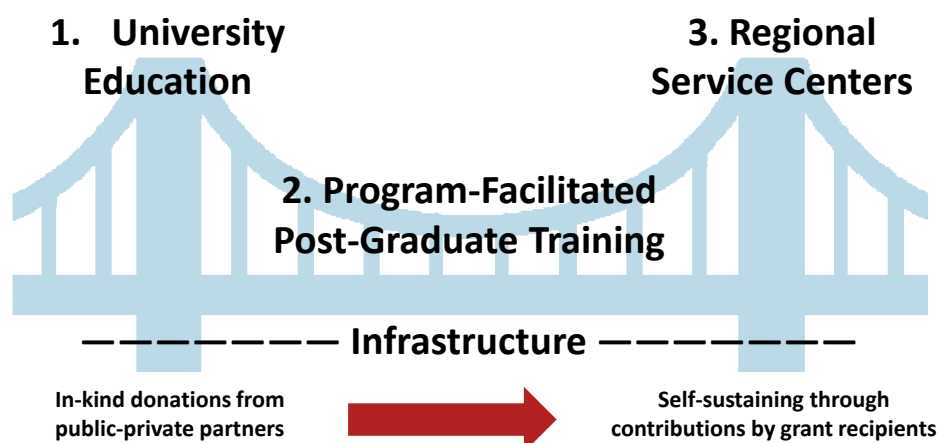 1. University
Education
3. Regional
Service Centers
2. Program-Facilitated
Post-Graduate Training
Infrastructure
In-kind donations from
public-private partners
Self-sustaining through
contributions by grant recipients